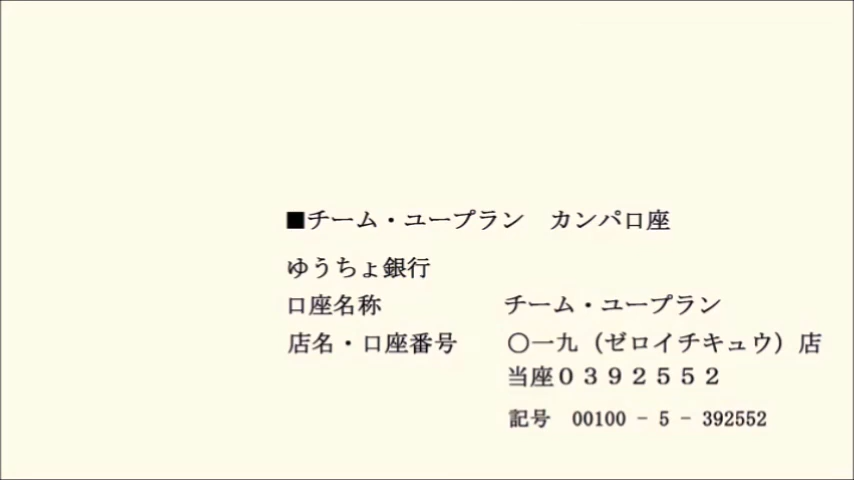 ■チーム・ユープラン　カンパ口座
ゆうちょ銀行
口座名称　チーム・ユープラン
店名・口座番号　〇一九（ゼロイチキュウ）店
当座０３９２５５２
記号　00100 － 5 － 392552